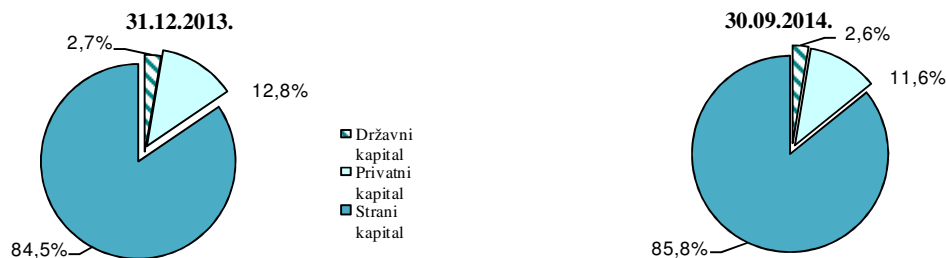 31.12.2013.
2,7%
12,8%
84,5%
Državni
kapital
Privatni
kapital
Strani
kapital
30.09.2014.
2,6%
11,6%
85,8%